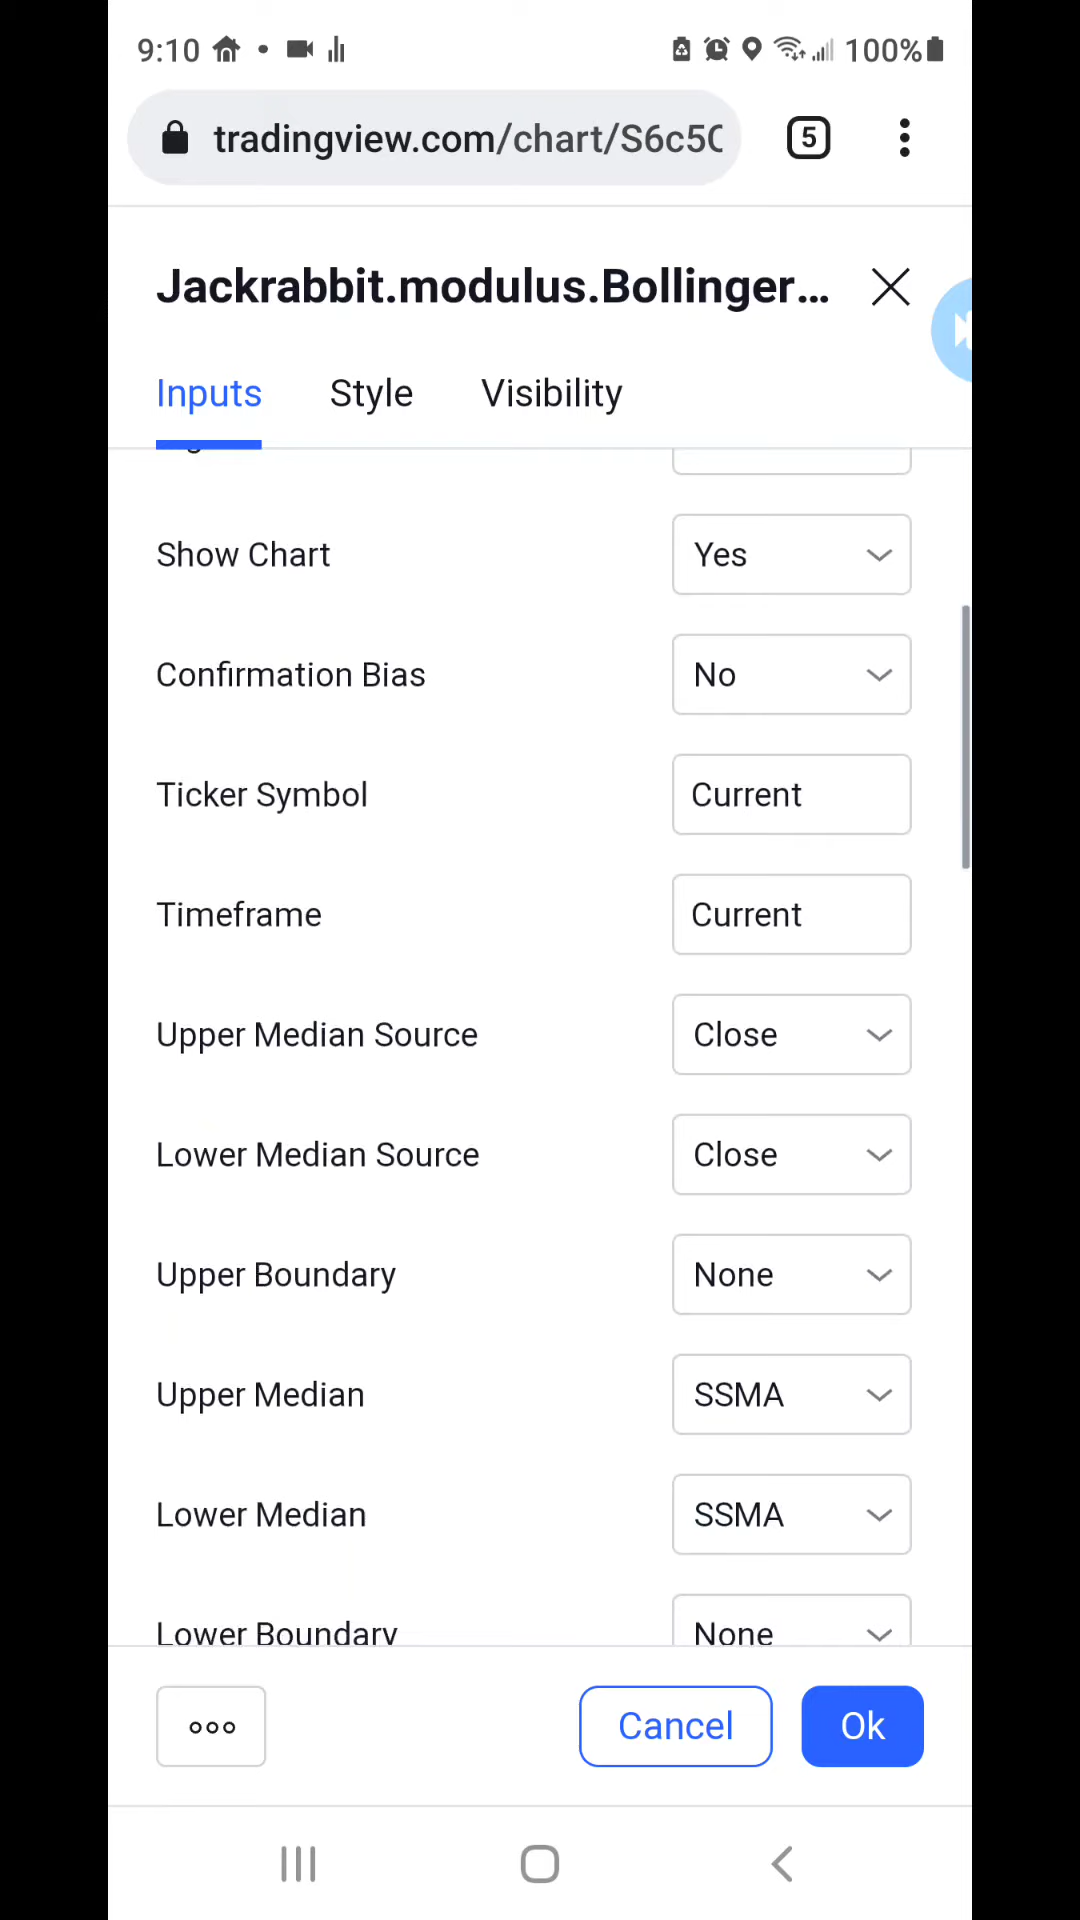 9:10
100%
tradingview.com/chart/S6c5
5
Jackrabbit.modulus.Bollinger...
Inputs Style Visibility
Show Chart Yes
Confirmation Bias No
Ticker Symbol Current
Timeframe Current
Upper Median Source Close
Lower Median Source Close
Upper Boundary None
Upper Median SSMA
Lower Median SSMA
Lower Boundary None
Cancel Ok